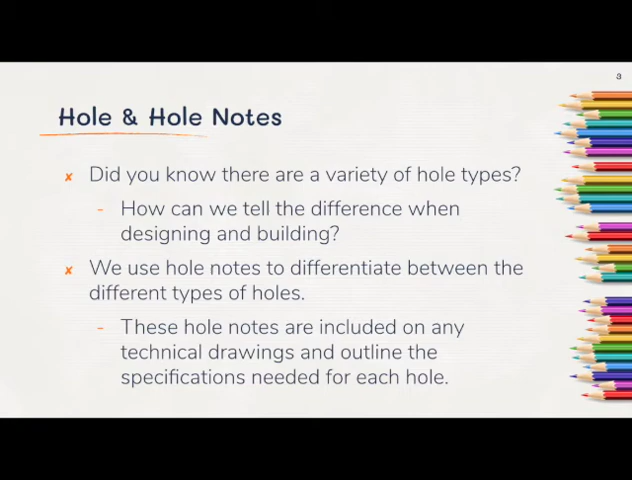 3
Hole & Hole Notes
✘ Did you know there are a variety of hole types?
- How can we tell the difference when
designing and building?
✘ We use hole notes to differentiate between the
different types of holes.
- These hole notes are included on any
technical drawings and outline the
specifications needed for each hole.